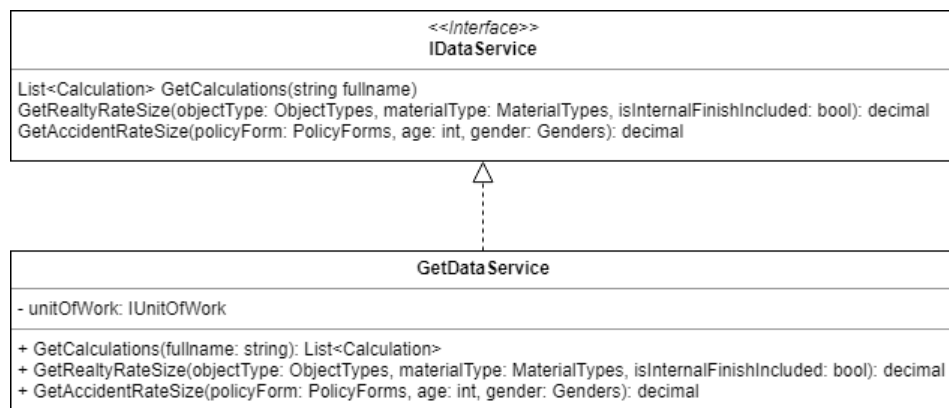 <<Interface>>
IDataService
List<Calculation> GetCalculations(string fullname)
GetRealtyRateSize(objectType: ObjectTypes, materialType: MaterialTypes, isInternalFinishIncluded: bool): decimal
GetAccidentRateSize(policyForm: PolicyForms, age: int, gender: Genders): decimal
GetDataService
- unitOfWork: IUnitOfWork
+ GetCalculations(fullname: string): List<Calculation>
+ GetRealtyRateSize(objectType: ObjectTypes, materialType: MaterialTypes, isInternalFinishIncluded: bool): decimal
+ GetAccidentRateSize(policyForm: PolicyForms, age: int, gender: Genders): decimal